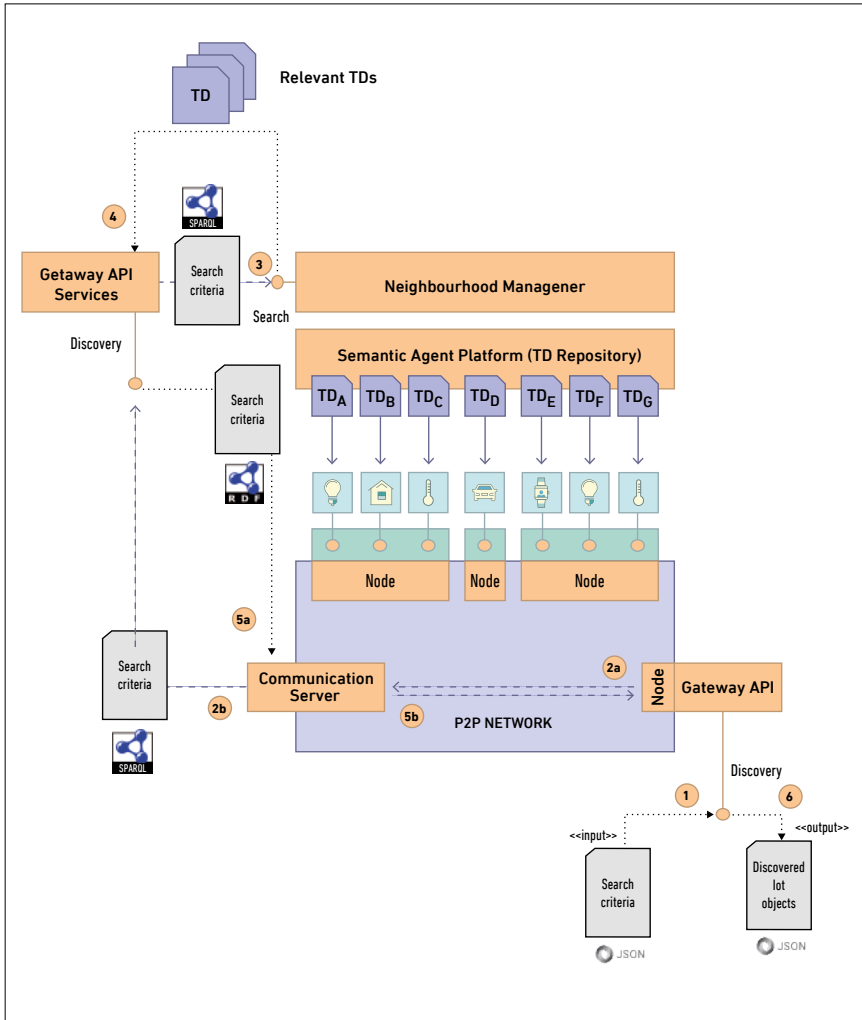 TD
Relevant TDs
4
SPARQL
Getaway API
Services
Search
criteria
3
Search
Neighbourhood Managener
Discovery
Semantic Agent Platform (TD Repository)
TDA
TDB
TDC
TDD
TDE
TDF
TDG
Search
criteria
RDF
Node
Node
Node
5a
Search
criteria
2b
SPARQL
Communication
Server
2a
5b
P2P NETWORK
Node
Gateway API
Discovery
1
6
<<input>>
<<output>>
Search
criteria
JSON
Discovered
Iot
objects
JSON